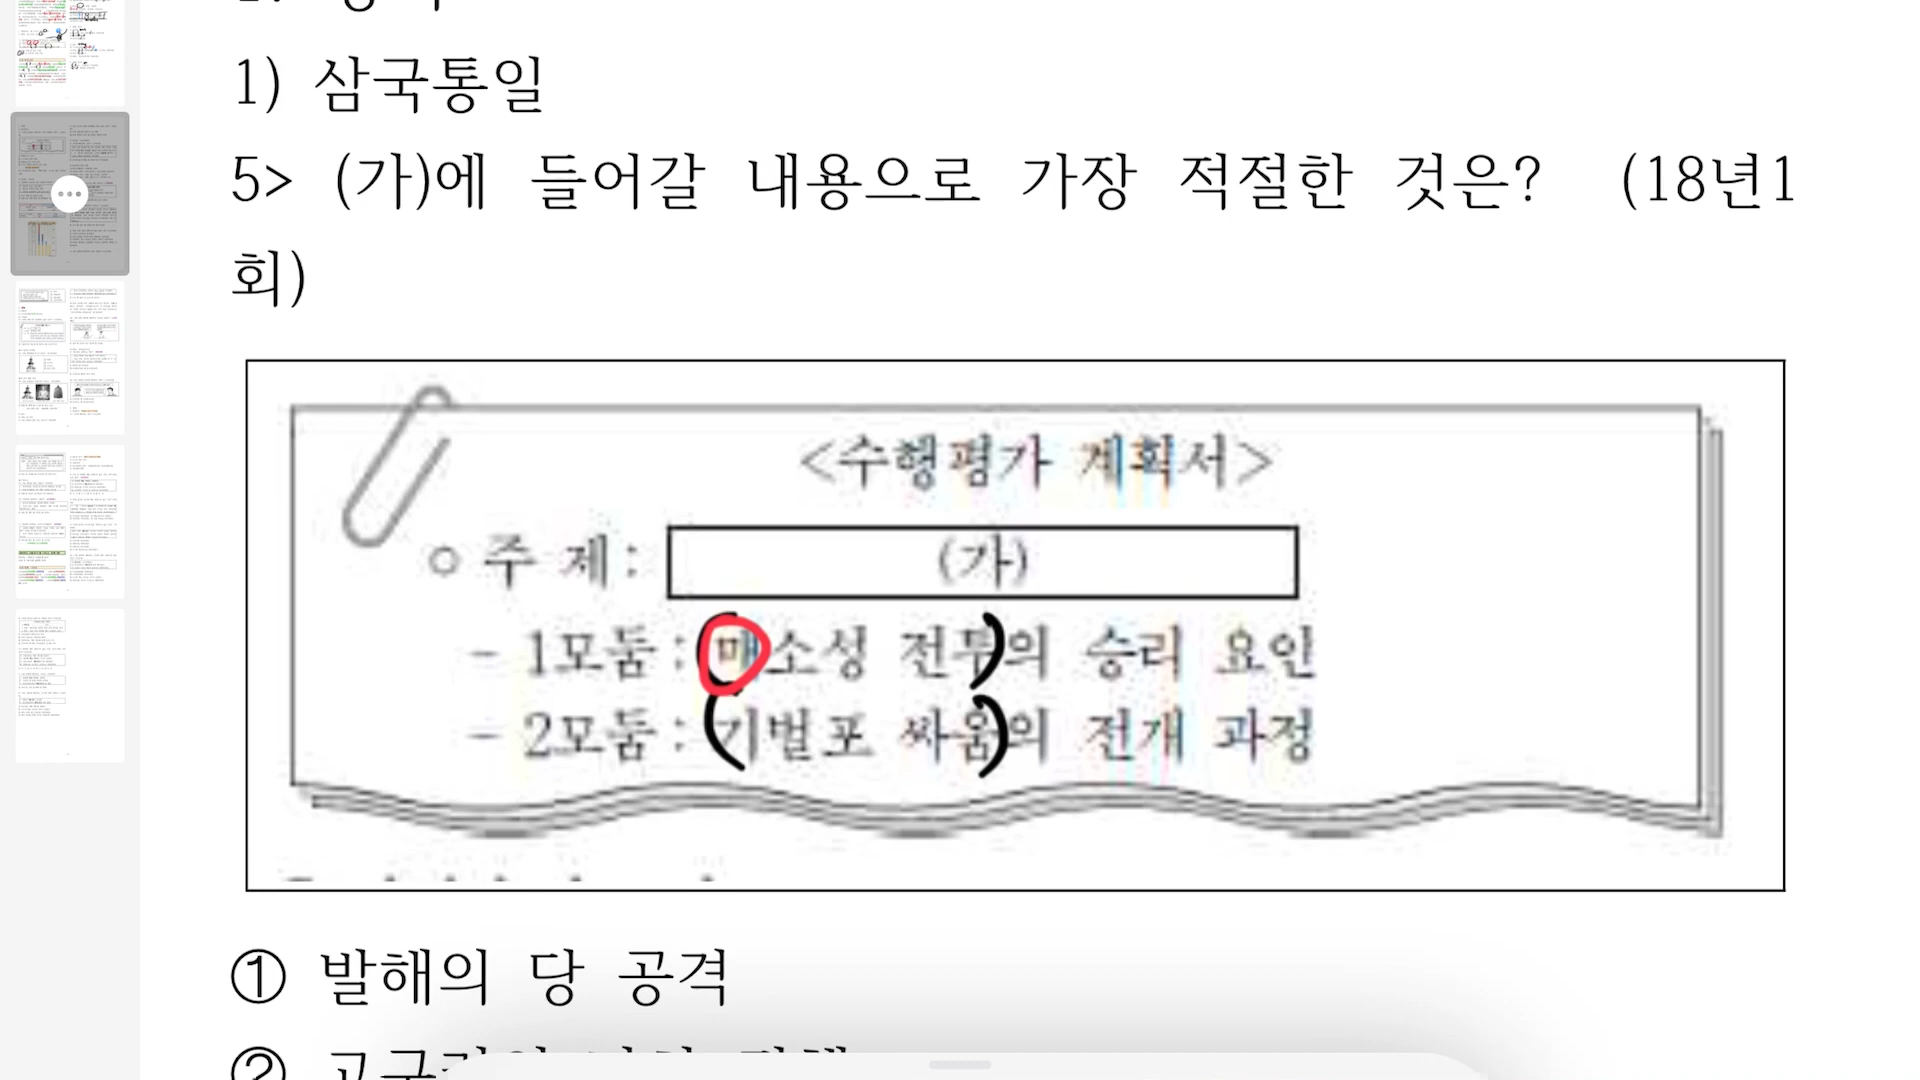 1) 삼국통일
5> (가)에 들어갈 내용으로 가장 적절한 것은? (18년1
회)
<수행평가 계획서>
○ 주 제 : (가)
- 1모둠 : 매소성 전투의 승리 요인
- 2모둠 : 기벌포 싸움의 전개 과정
① 발해의 당 공격
②